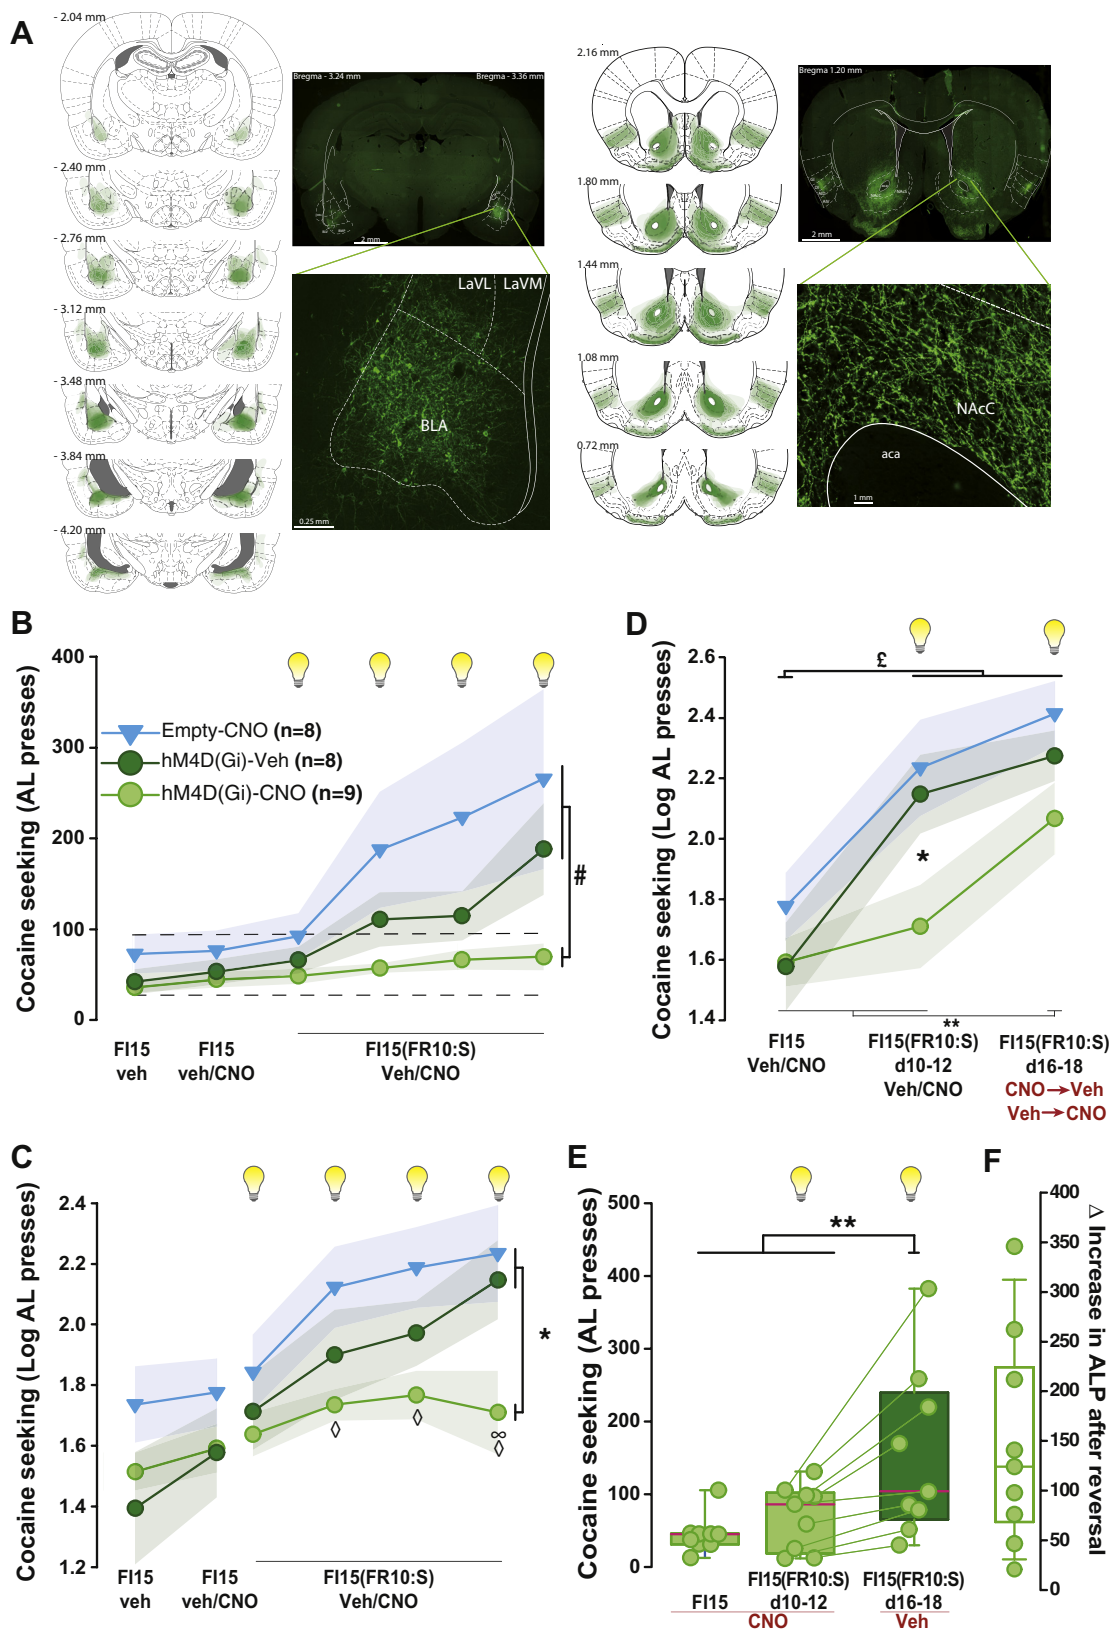 A
- 2.04 mm
- 2.40 mm
- 2.76 mm
- 3.12 mm
- 3.48 mm
- 3.84 mm
- 4.20 mm
Bregma - 3.24 mm
Bregma - 3.36 mm
2 mm
LaVL
LaVM
BLA
0.25 mm
2.16 mm
1.80 mm
1.44 mm
1.08 mm
0.72 mm
Bregma 1.20 mm
2 mm
NAcC
aca
1 mm
B
Cocaine seeking (AL presses)
400
300
200
100
0
Empty-CNO (n=8)
hM4D(Gi)-Veh (n=8)
hM4D(Gi)-CNO (n=9)
#
FI15
veh
FI15
veh/CNO
FI15(FR10:S)
Veh/CNO
D
Cocaine seeking (Log AL presses)
2.6
2.4
2.2
2.0
1.8
1.6
1.4
£
*
**
FI15
Veh/CNO
FI15(FR10:S)
d10-12
Veh/CNO
FI15(FR10:S)
d16-18
CNO→Veh
Veh→CNO
C
Cocaine seeking (Log AL presses)
2.4
2.2
2.0
1.8
1.6
1.4
1.2
◊
◊
∞
◊
*
FI15
veh
FI15
veh/CNO
FI15(FR10:S)
Veh/CNO
E
Cocaine seeking (AL presses)
500
400
300
200
100
0
**
FI15
FI15(FR10:S)
d10-12
CNO
FI15(FR10:S)
d16-18
Veh
F
400
350
300
250
200
150
100
50
0
Δ Increase in ALP after reversal